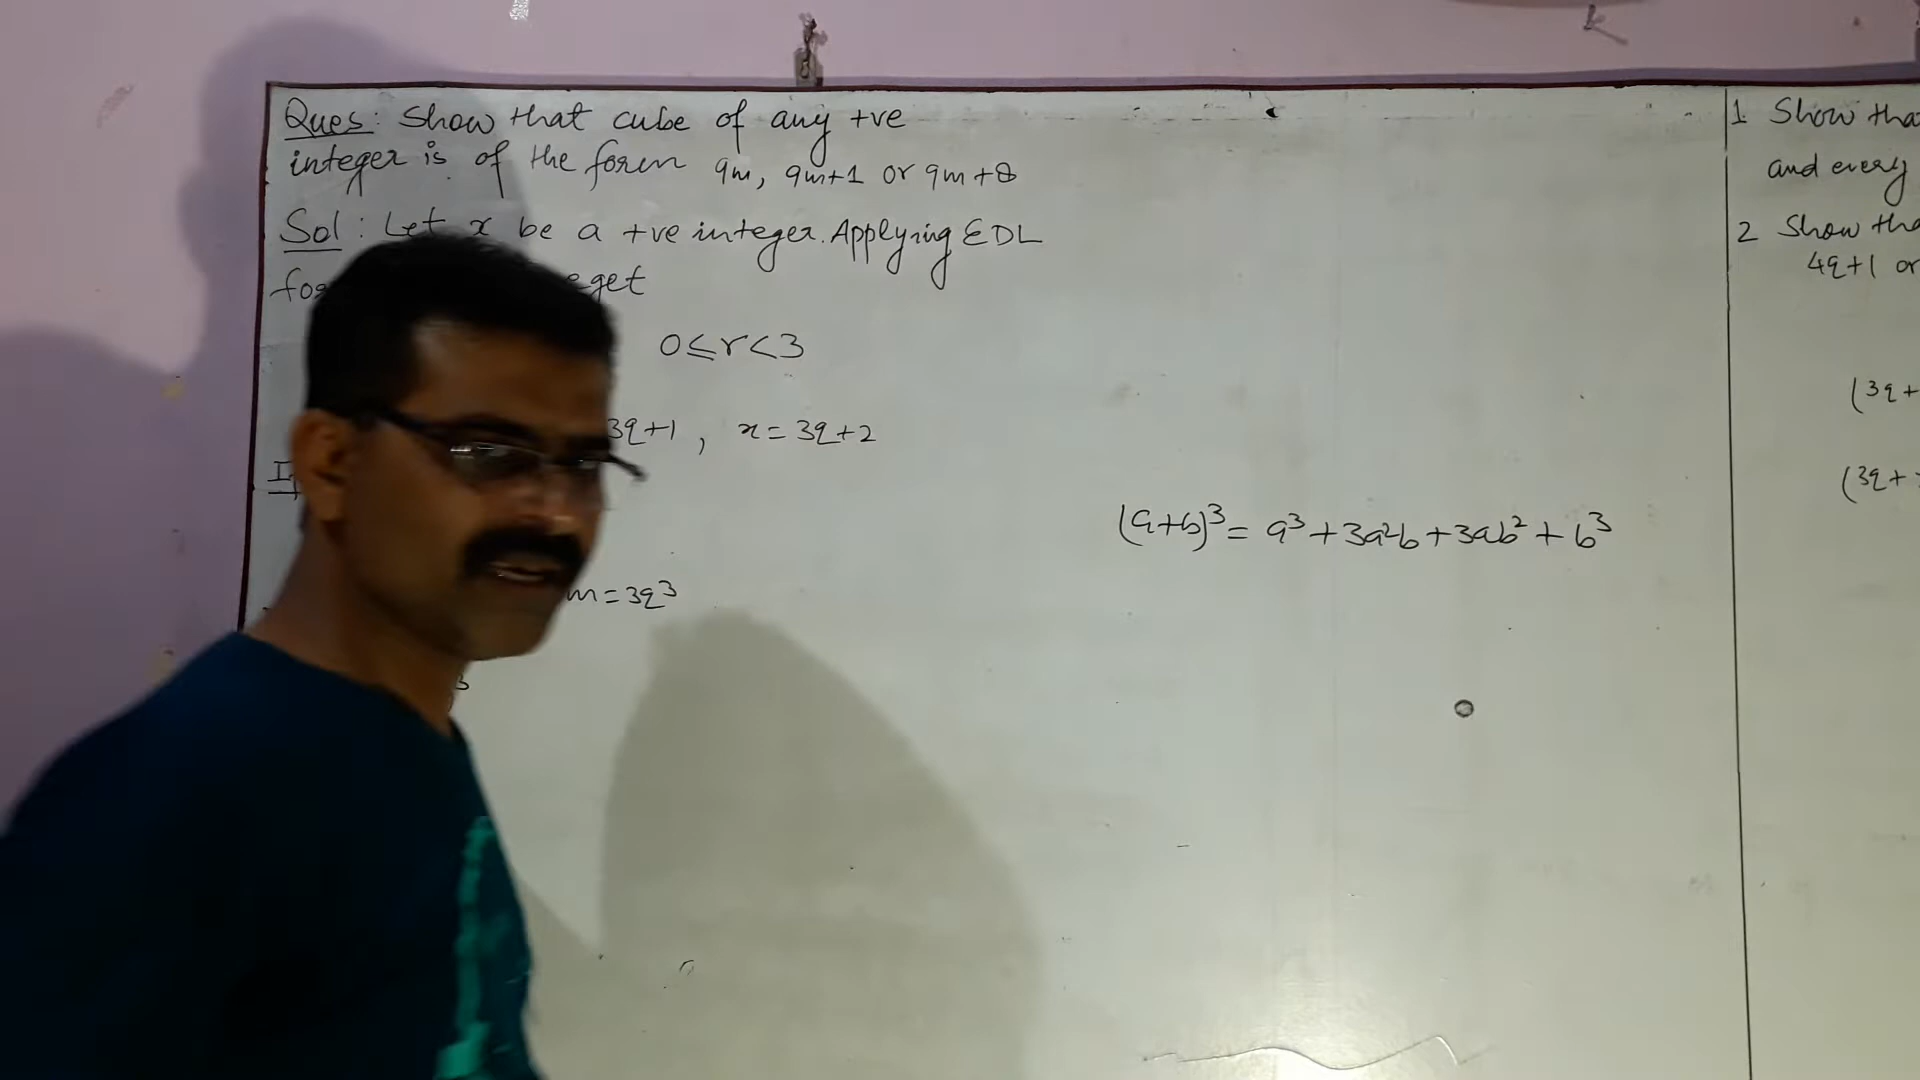 Ques: Show that cube of any +ve
integer is of the form 9m, 9m+1 or 9m+8
Sol: Let x be a +ve integer. Applying EDL
get
0≤r<3
3q+1, x=3q+2
(a+b)³= a³+3a²b+3ab²+b³
m=3q³
3
1 Show tha
and every
2 Show tha
4q+1 or
(3q+
(3q+